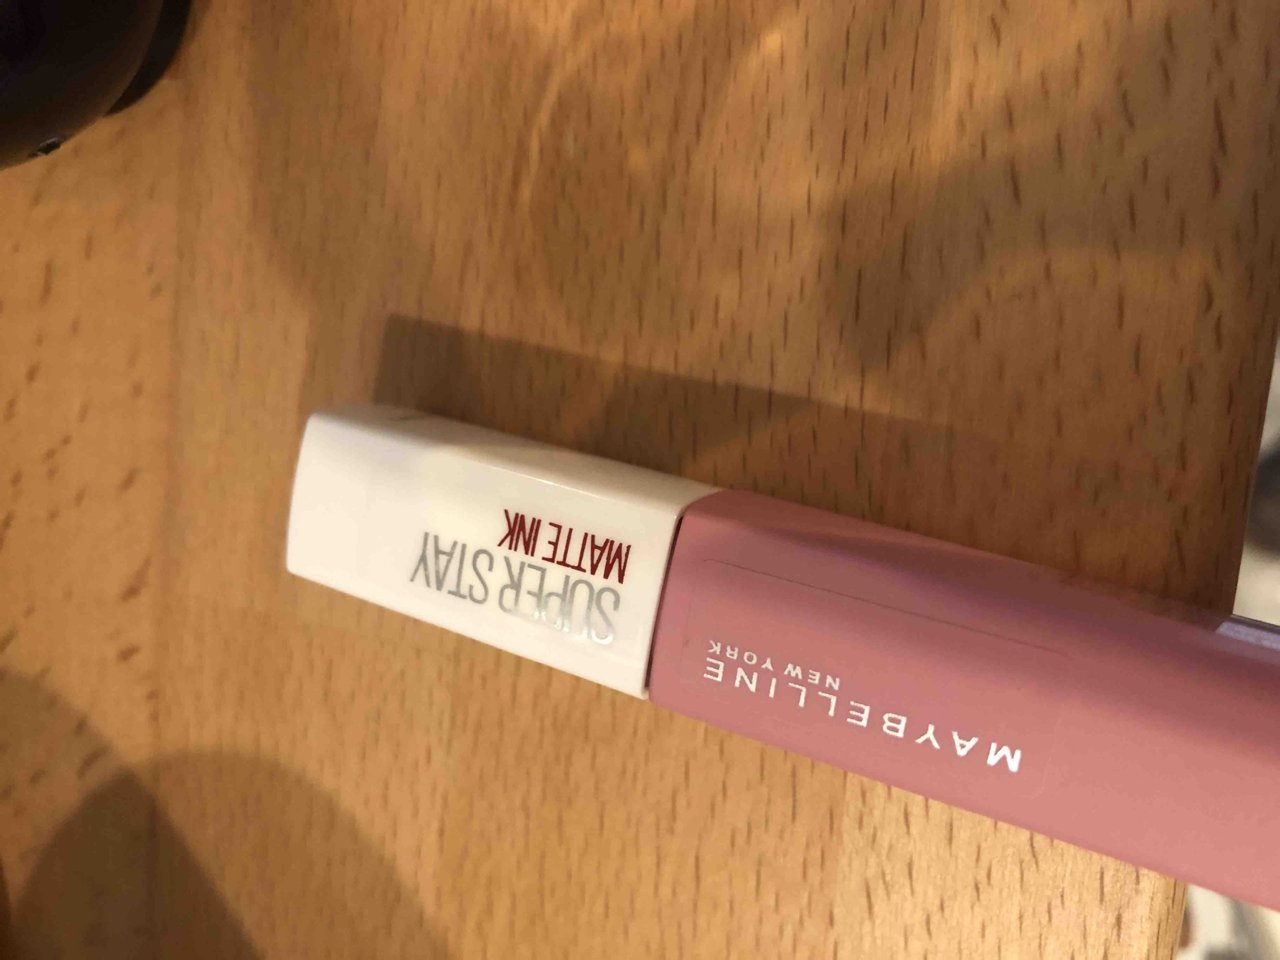 SUPER STAY
MATTE INK
MAYBELLINE
NEW YORK